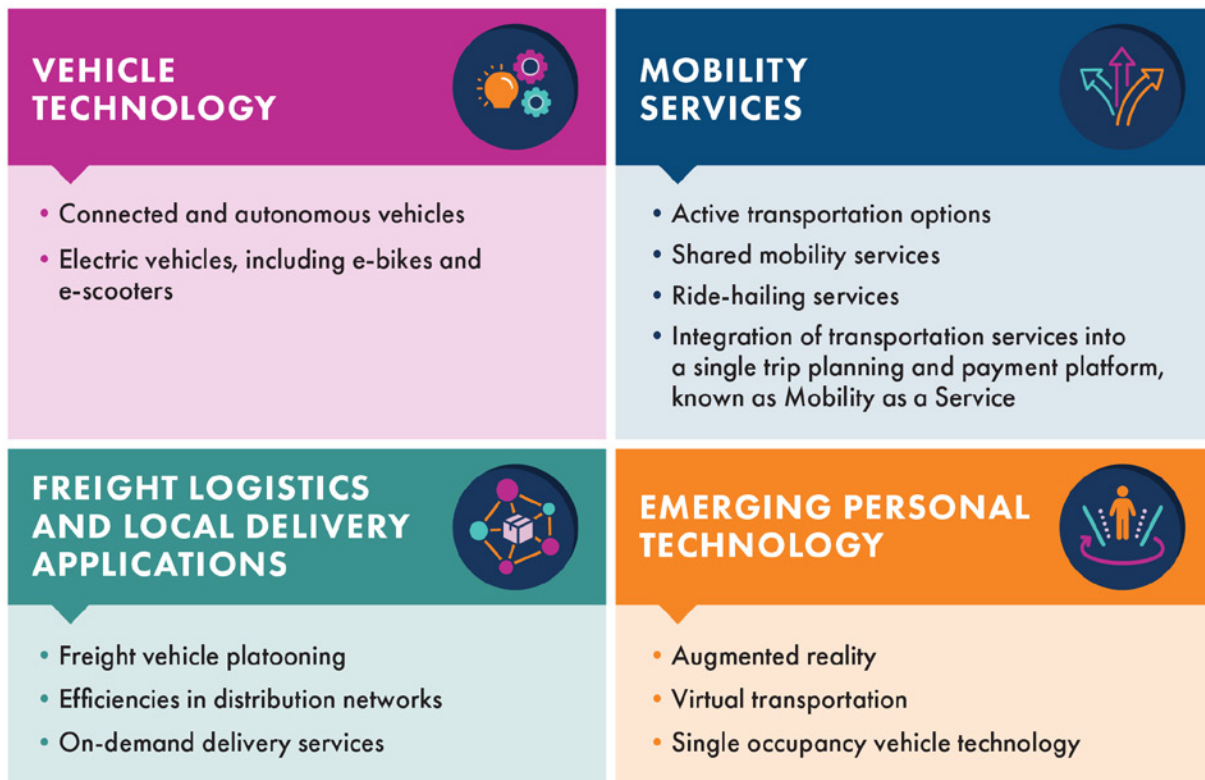 VEHICLE
TECHNOLOGY
• Connected and autonomous vehicles
• Electric vehicles, including e-bikes and
e-scooters
MOBILITY
SERVICES
• Active transportation options
• Shared mobility services
• Ride-hailing services
• Integration of transportation services into
a single trip planning and payment platform,
known as Mobility as a Service
FREIGHT LOGISTICS
AND LOCAL DELIVERY
APPLICATIONS
• Freight vehicle platooning
• Efficiencies in distribution networks
• On-demand delivery services
EMERGING PERSONAL
TECHNOLOGY
• Augmented reality
• Virtual transportation
• Single occupancy vehicle technology